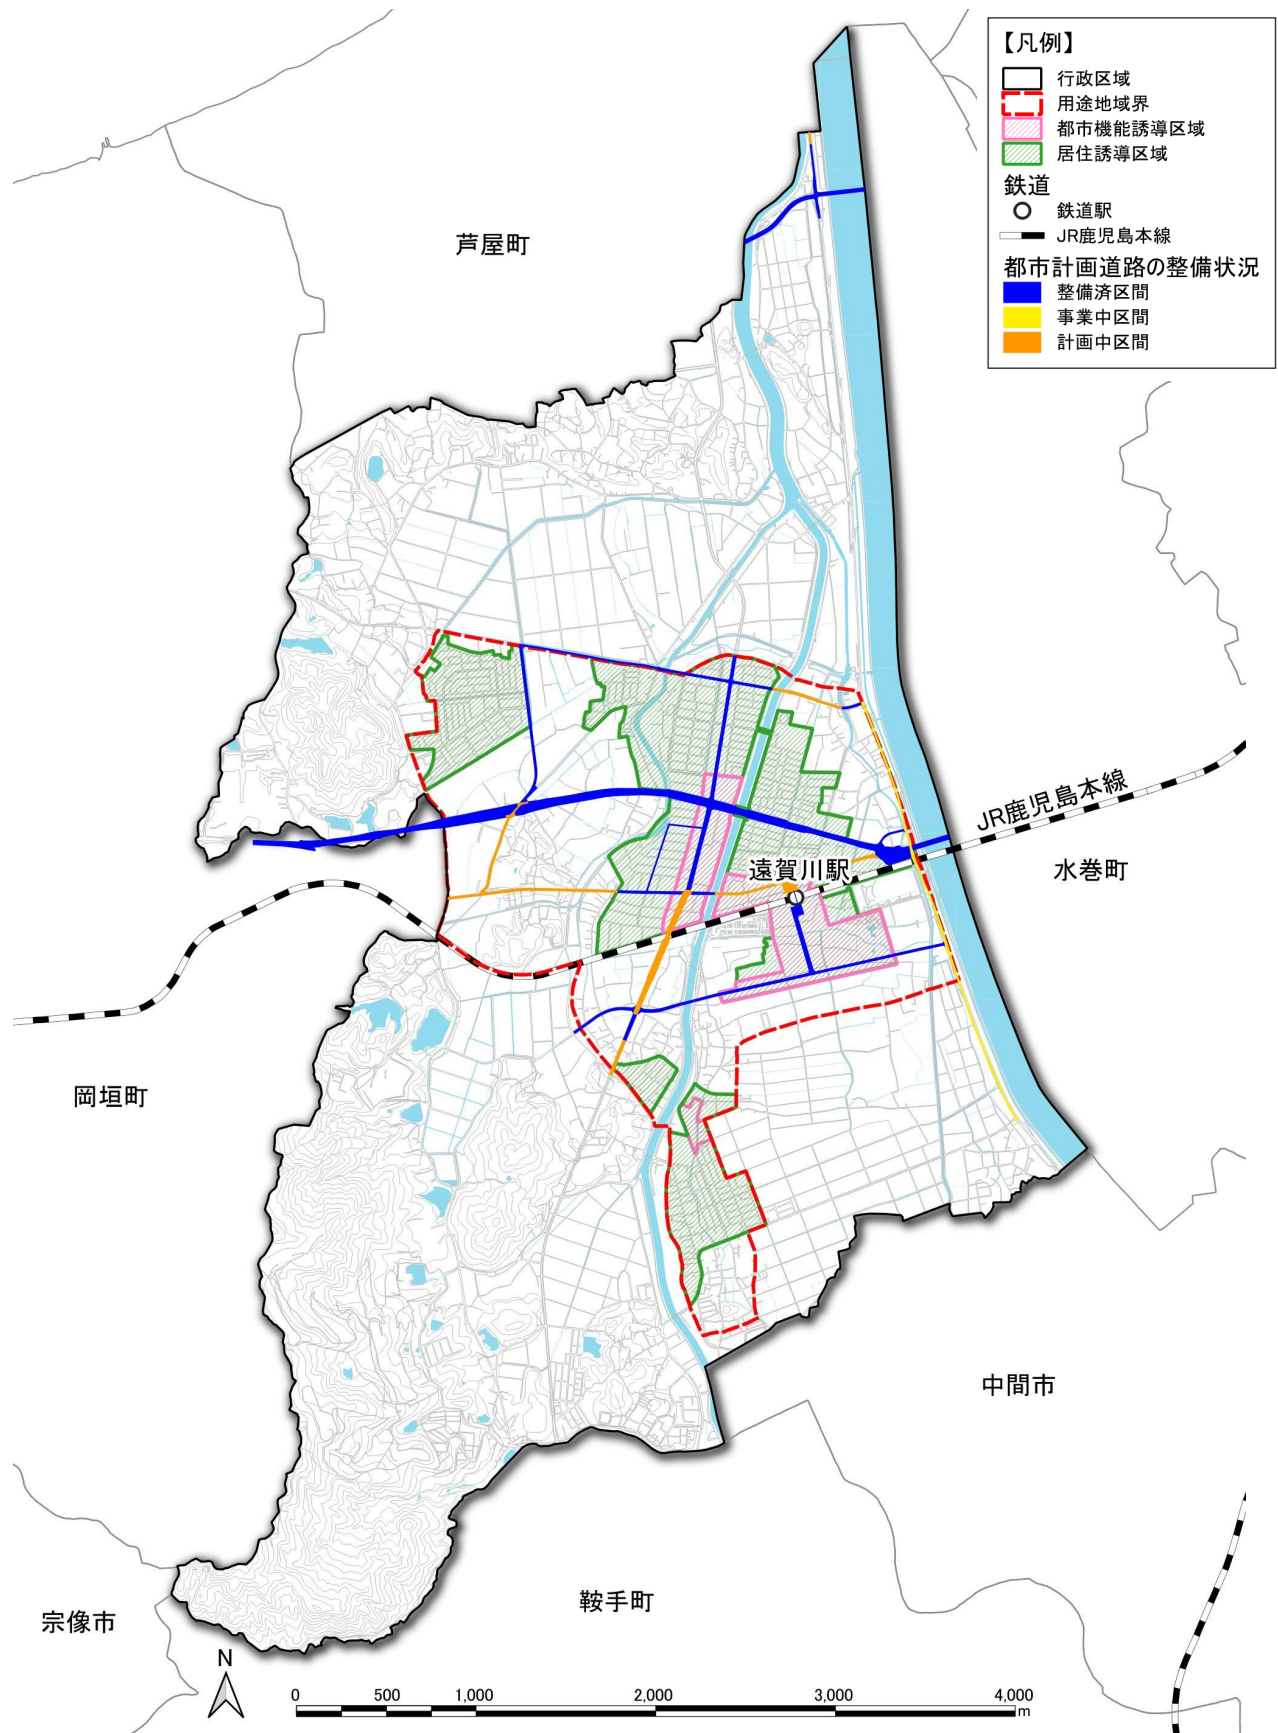 【凡例】
行政区域
用途地域界
都市機能誘導区域
居住誘導区域
鉄道
鉄道駅
JR鹿児島本線
都市計画道路の整備状況
整備済区間
事業中区間
計画中区間
芦屋町
JR鹿児島本線
遠賀川駅
水巻町
岡垣町
中間市
鞍手町
宗像市
N
0 500 1,000 2,000 3,000 4,000
m